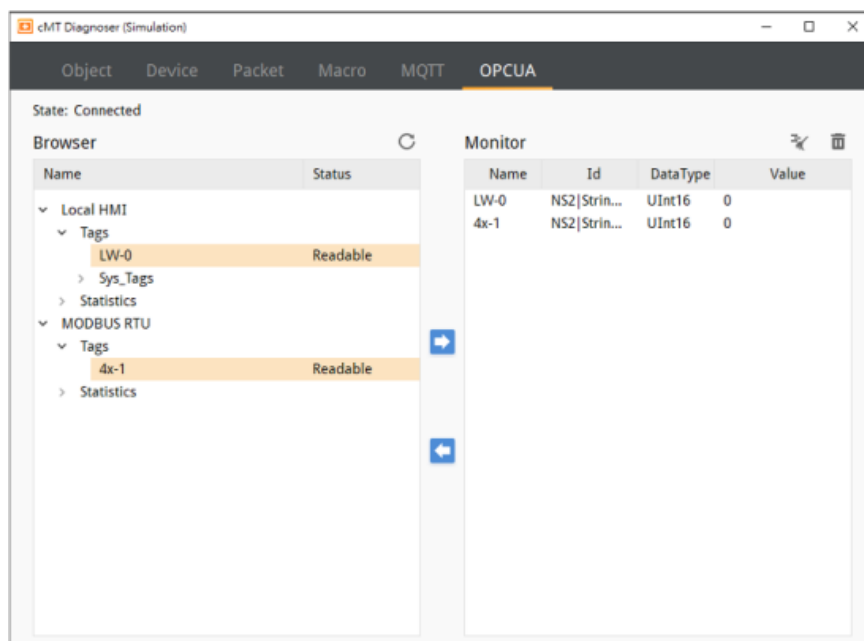 cMT Diagnoser (Simulation)
Object Device Packet Macro MQTT OPCUA
State: Connected
Browser
Name Status
Local HMI
Tags
LW-0 Readable
Sys_Tags
Statistics
MODBUS RTU
Tags
4x-1 Readable
Statistics
Monitor
Name Id DataType Value
LW-0 NS2|Strin... UInt16 0
4x-1 NS2|Strin... UInt16 0